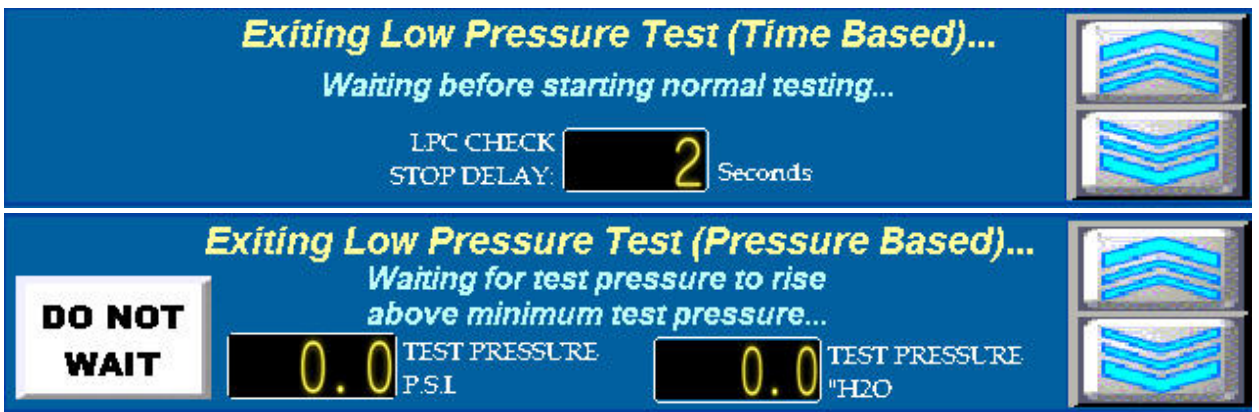 Exiting Low Pressure Test (Time Based)...
Waiting before starting normal testing...
LPC CHECK
STOP DELAY: 2 Seconds
Exiting Low Pressure Test (Pressure Based)...
Waiting for test pressure to rise
above minimum test pressure...
DO NOT
WAIT
0.0 TEST PRESSURE
P.S.I.
0.0 TEST PRESSURE
"H2O